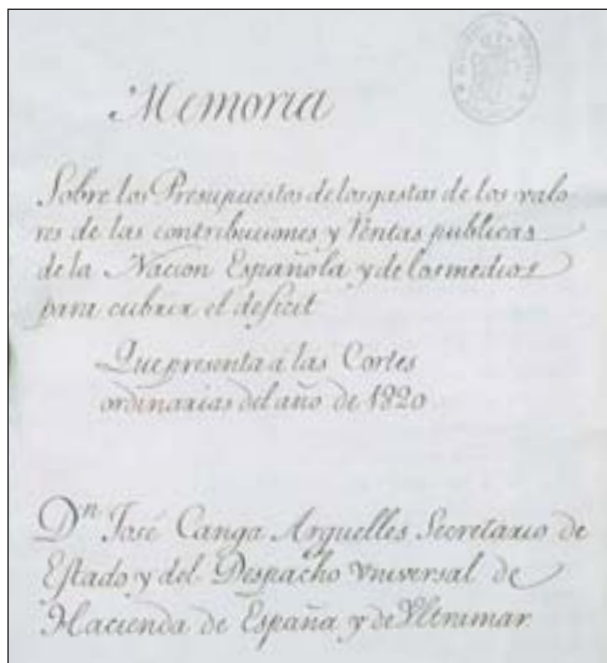 Memoria
Sobre los Presupuestos de los gastos de los valo-
res de las contribuciones y Rentas publicas
de la Nacion Española y de los medios
para cubrir el deficit
Que presenta á las Cortes
ordinarias del año de 1820
Dn José Canga Arguelles Secretario de
Estado y del Despacho Vniversal de
Hacienda de España y de Vltramar